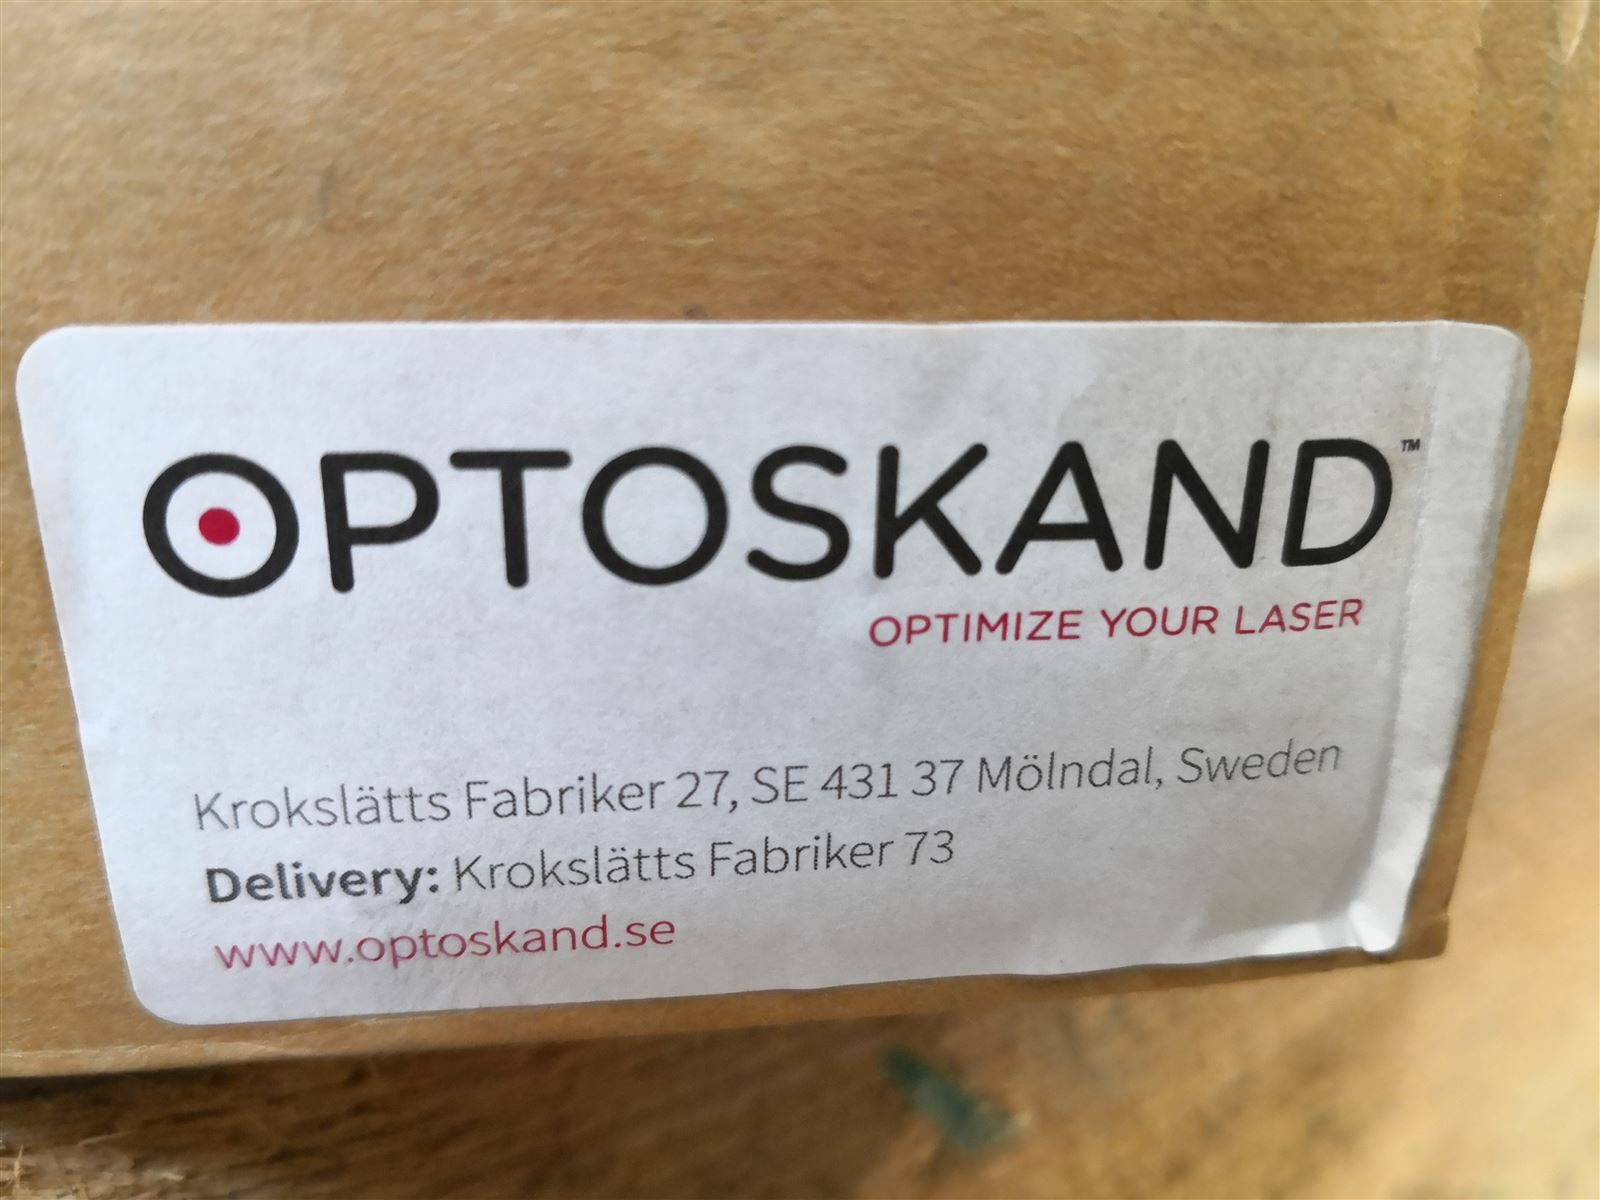 OPTOSKAND™
OPTIMIZE YOUR LASER
Krokslätts Fabriker 27, SE 431 37 Mölndal, Sweden
Delivery: Krokslätts Fabriker 73
www.optoskand.se